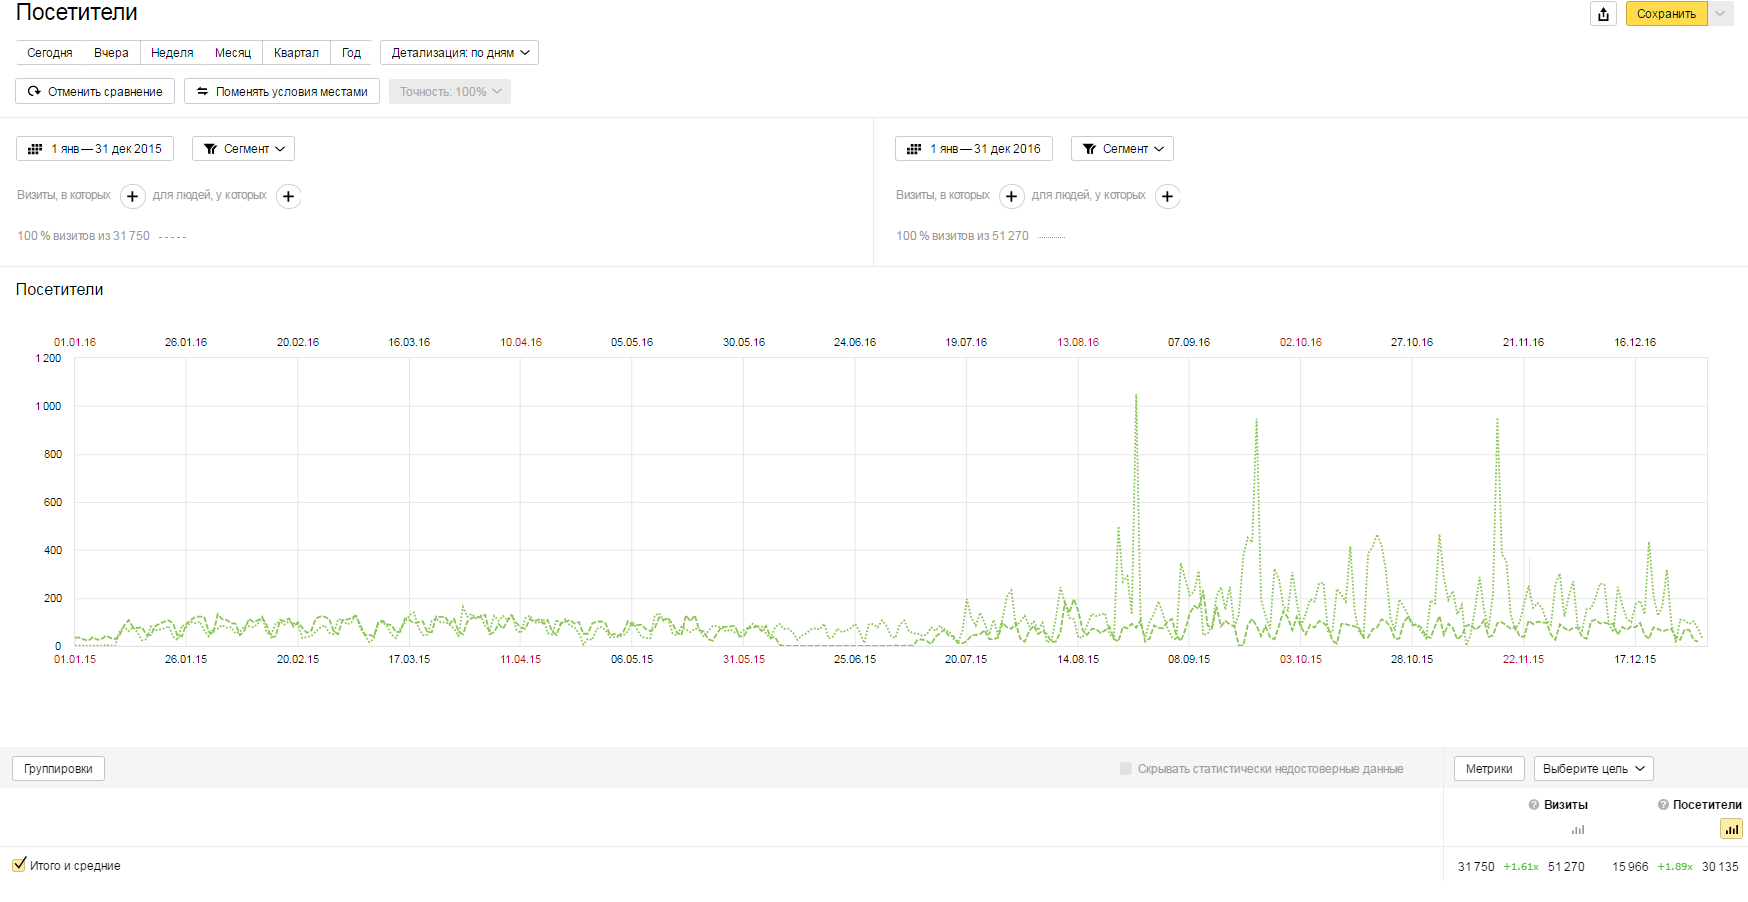 Посетители
Сохранить
Сегодня Вчера Неделя Месяц Квартал Год Детализация: по дням
Отменить сравнение Поменять условия местами Точность: 100%
1 янв — 31 дек 2015 Сегмент 1 янв — 31 дек 2016 Сегмент
Визиты, в которых + для людей, у которых + Визиты, в которых + для людей, у которых +
100 % визитов из 31 750 100 % визитов из 51 270
Посетители
01.01.16 26.01.16 20.02.16 16.03.16 10.04.16 05.05.16 30.05.16 24.06.16 19.07.16 13.08.16 07.09.16 02.10.16 27.10.16 21.11.16 16.12.16
1 200
1 000
800
600
400
200
0
01.01.15 26.01.15 20.02.15 17.03.15 11.04.15 06.05.15 31.05.15 25.06.15 20.07.15 14.08.15 08.09.15 03.10.15 28.10.15 22.11.15 17.12.15
Группировки Скрывать статистически недостоверные данные Метрики Выберите цель
? Визиты ? Посетители
Итого и средние 31 750 +1.61x 51 270 15 966 +1.89x 30 135